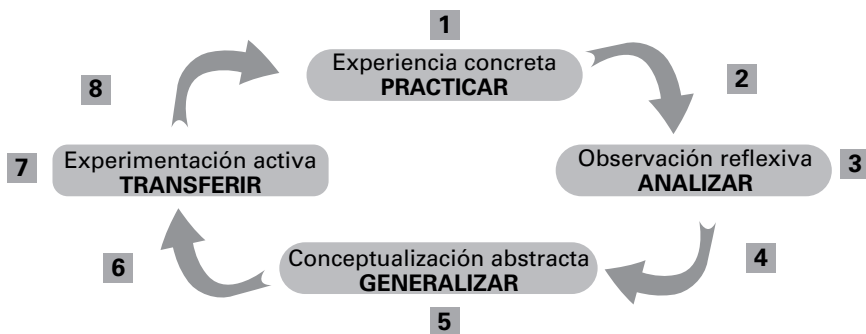 1
Experiencia concreta
PRACTICAR
2
8
7
Experimentación activa
TRANSFERIR
Observación reflexiva
ANALIZAR
3
6
Conceptualización abstracta
GENERALIZAR
4
5